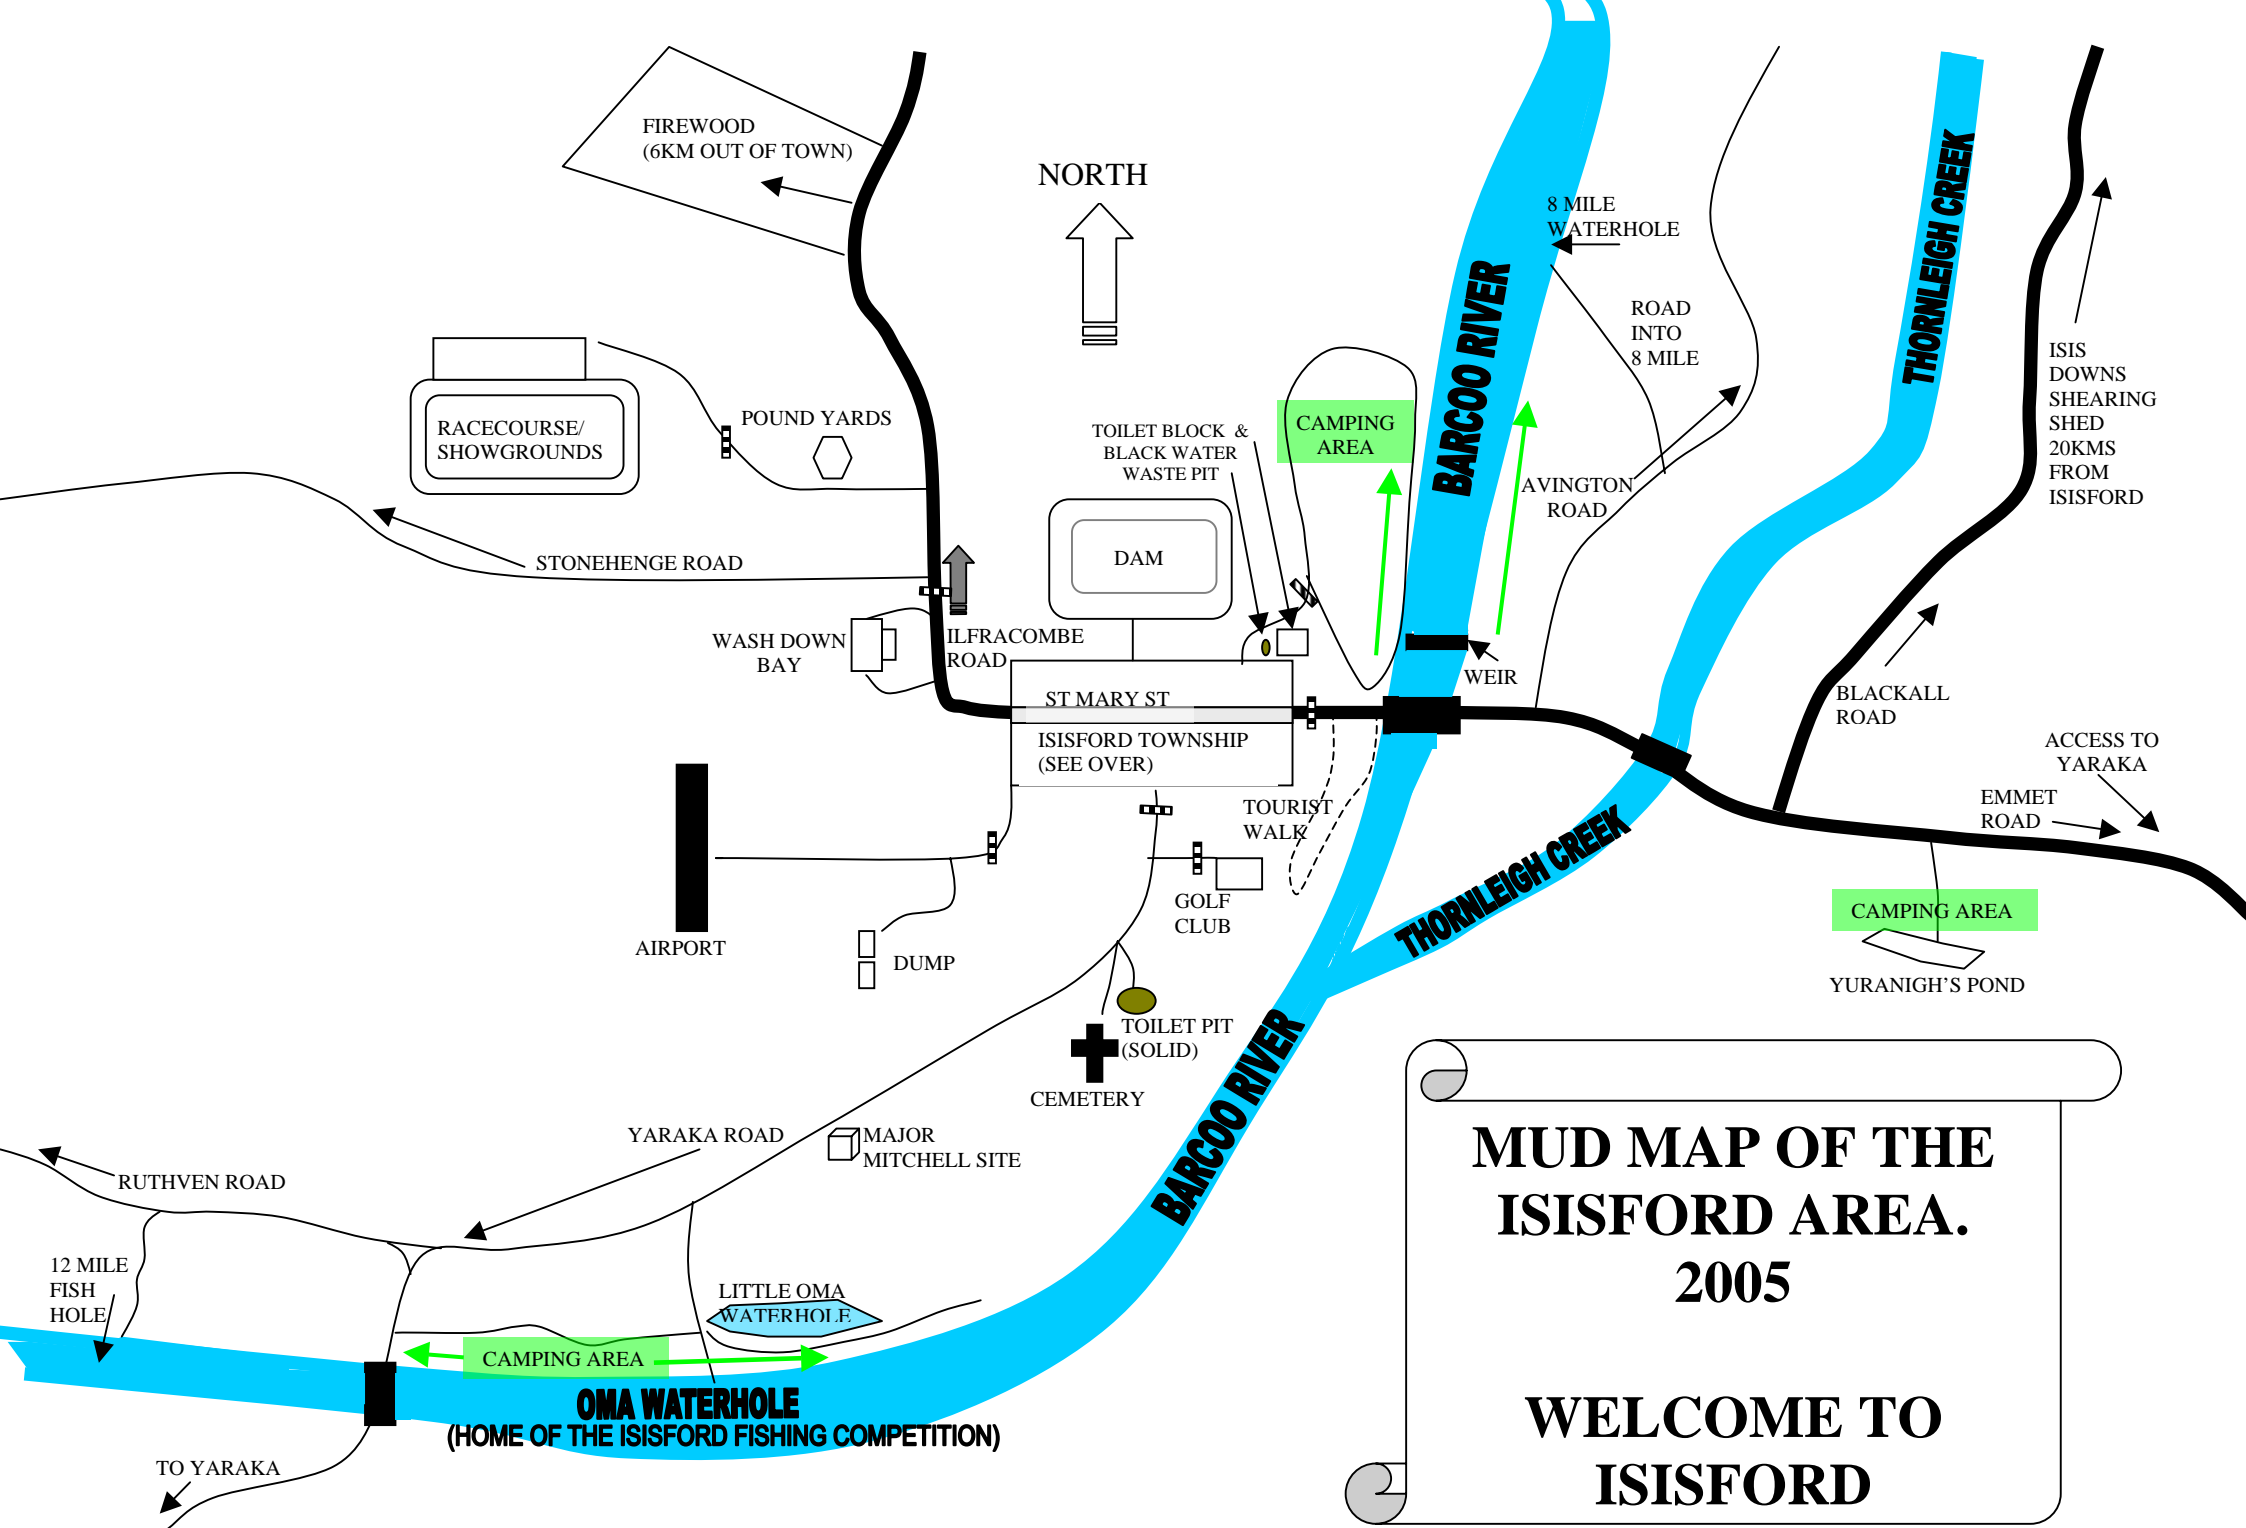 FIREWOOD
(6KM OUT OF TOWN)
NORTH
8 MILE
WATERHOLE
THORNLEIGH CREEK
BARCOO RIVER
ROAD
INTO
8 MILE
ISIS
DOWNS
SHEARING
SHED
20KMS
FROM
ISISFORD
RACECOURSE/
SHOWGROUNDS
POUND YARDS
TOILET BLOCK &
BLACK WATER
WASTE PIT
CAMPING
AREA
AVINGTON
ROAD
STONEHENGE ROAD
DAM
WASH DOWN
BAY
ILFRACOMBE
ROAD
WEIR
BLACKALL
ROAD
ST MARY ST
ISISFORD TOWNSHIP
(SEE OVER)
ACCESS TO
YARAKA
EMMET
ROAD
TOURIST
WALK
THORNLEIGH CREEK
GOLF
CLUB
CAMPING AREA
YURANIGH'S POND
AIRPORT
DUMP
TOILET PIT
(SOLID)
CEMETERY
BARCOO RIVER
YARAKA ROAD
MAJOR
MITCHELL SITE
RUTHVEN ROAD
12 MILE
FISH
HOLE
LITTLE OMA
WATERHOLE
CAMPING AREA
OMA WATERHOLE
(HOME OF THE ISISFORD FISHING COMPETITION)
TO YARAKA
MUD MAP OF THE
ISISFORD AREA.
2005
WELCOME TO
ISISFORD